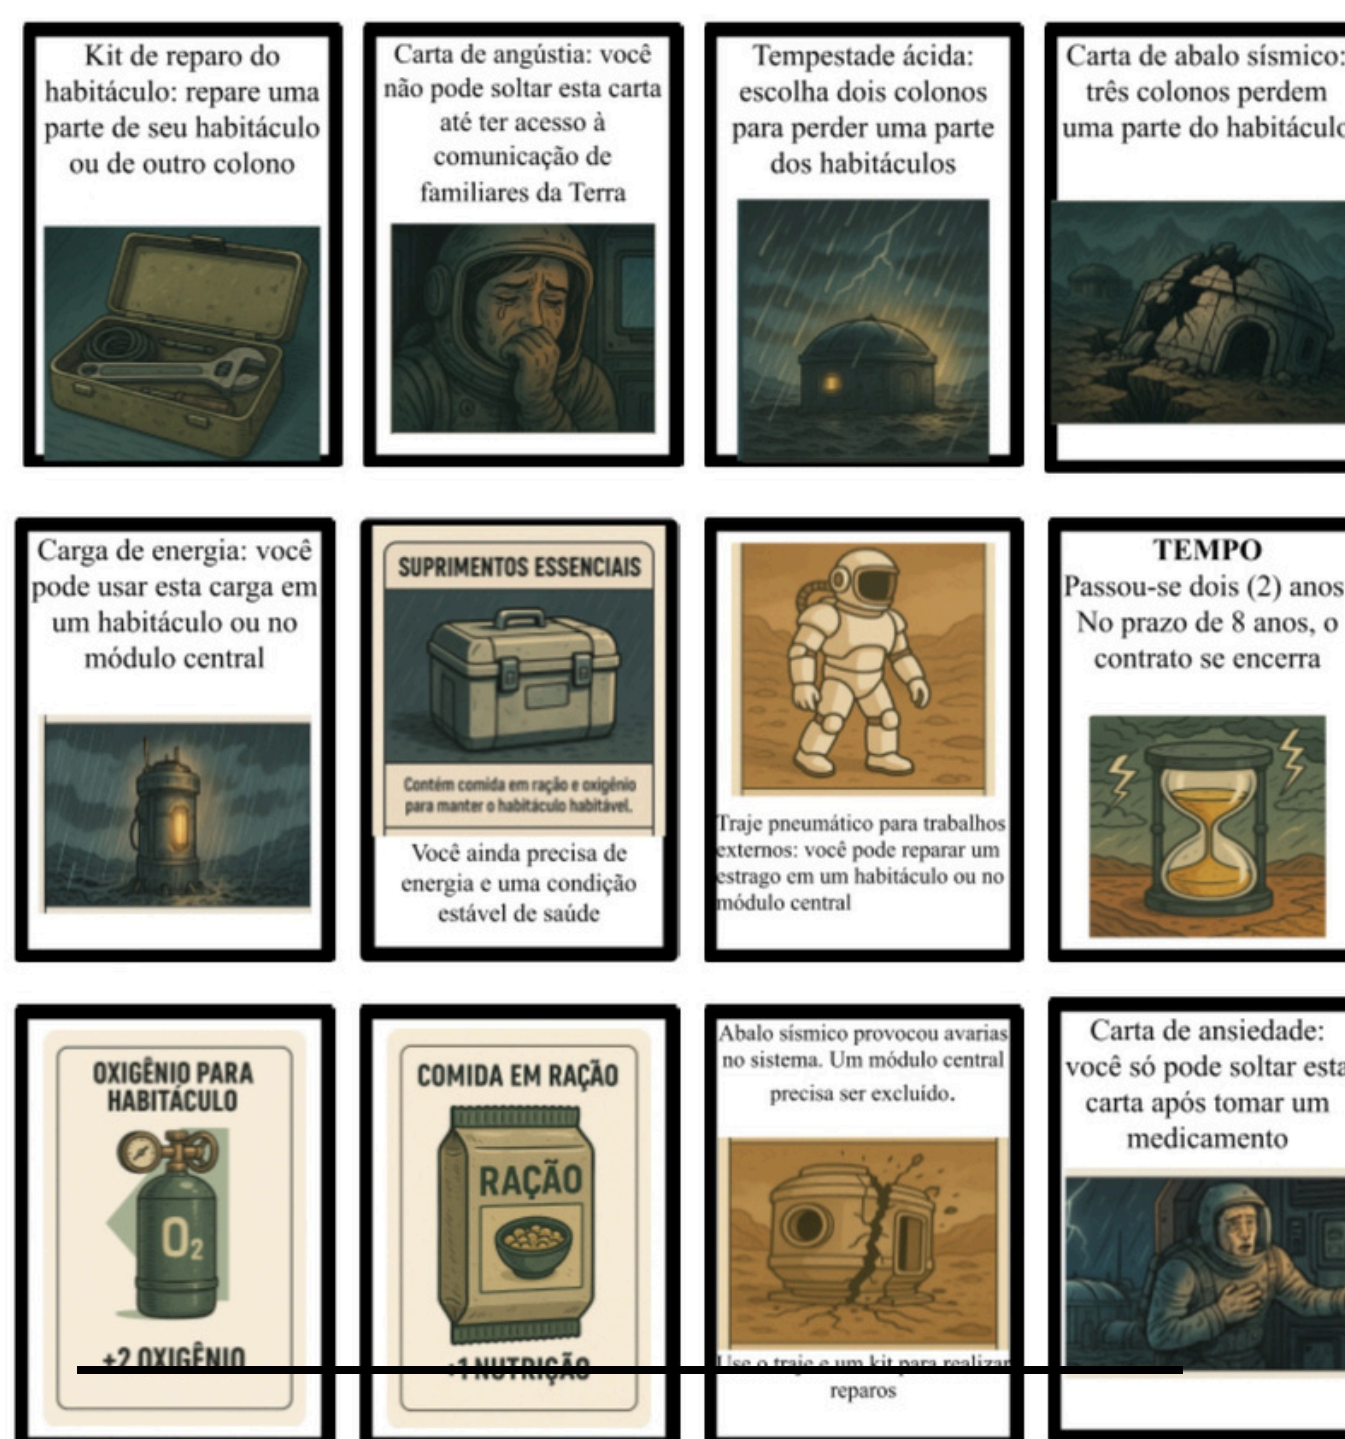 Kit de reparo do
habitáculo: repare uma
parte de seu habitáculo
ou de outro colono
Carta de angústia: você
não pode soltar esta carta
até ter acesso à
comunicação de
familiares da Terra
Tempestade ácida:
escolha dois colonos
para perder uma parte
dos habitáculos
Carta de abalo sísmico:
três colonos perdem
uma parte do habitáculo
Carga de energia: você
pode usar esta carga em
um habitáculo ou no
módulo central
SUPRIMENTOS ESSENCIAIS
Contém comida em ração e oxigênio
para manter o habitáculo habitável.
Você ainda precisa de
energia e uma condição
estável de saúde
Traje pneumático para trabalhos
externos: você pode reparar um
estrago em um habitáculo ou no
módulo central
TEMPO
Passou-se dois (2) anos
No prazo de 8 anos, o
contrato se encerra
OXIGÊNIO PARA
HABITÁCULO
O2
+2 OXIGÊNIO
COMIDA EM RAÇÃO
RAÇÃO
+1 NUTRIÇÃO
Abalo sísmico provocou avarias
no sistema. Um módulo central
precisa ser excluído.
Use o traje e um kit para realizar
reparos
Carta de ansiedade:
você só pode soltar esta
carta após tomar um
medicamento